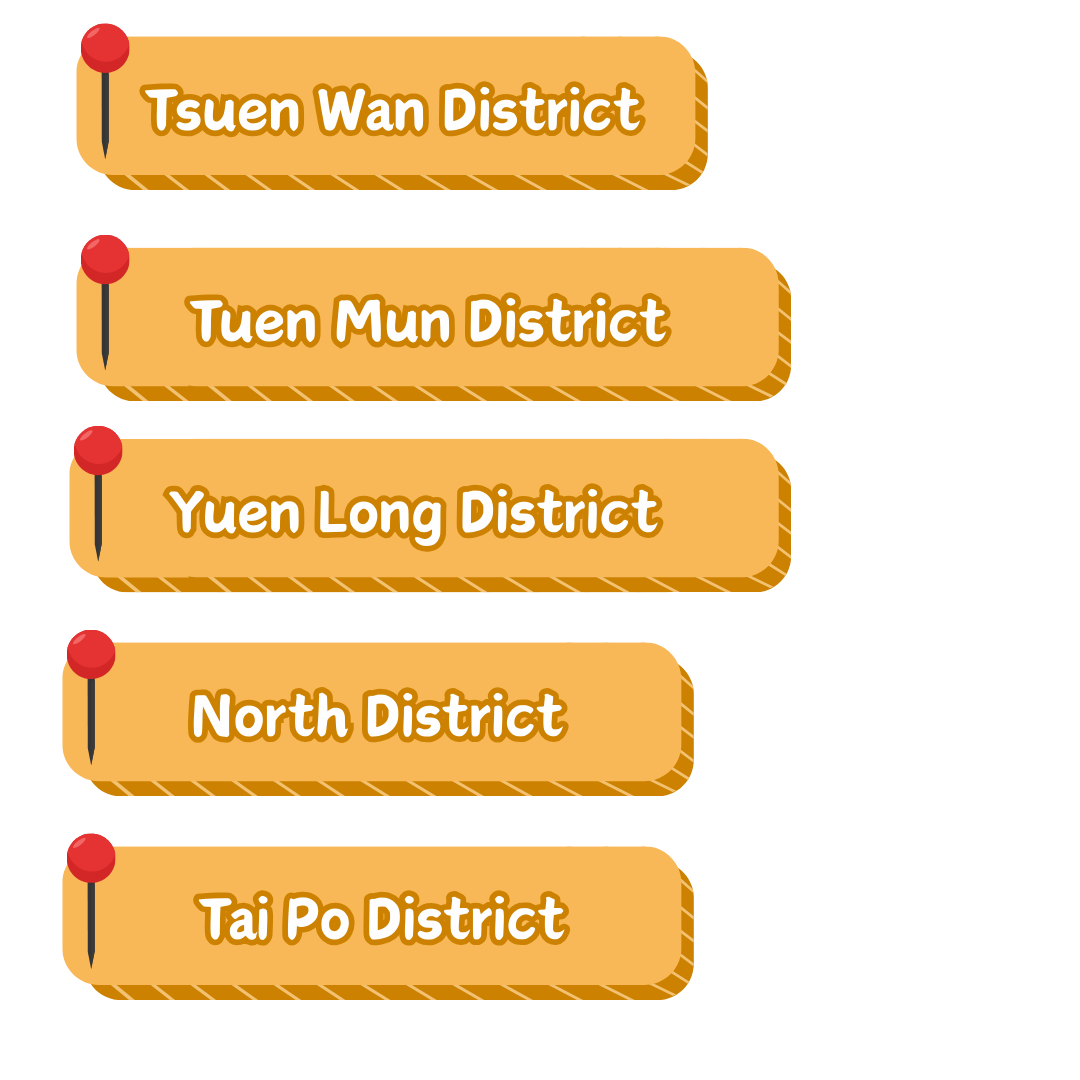 Tsuen Wan District
Tuen Mun District
Yuen Long District
North District
Tai Po District